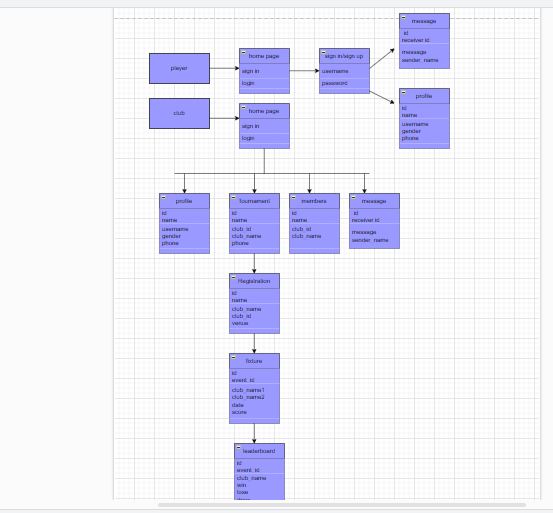 message
id
receiver id
message
sender_name
player
home page
sign in
login
sign in/sign up
username
password
profile
id
name
username
gender
phone
club
home page
sign in
login
profile
id
name
username
gender
phone
Tournament
id
name
club_id
club_name
phone
members
id
name
club_id
club_name
message
id
receiver id
message
sender_name
Registration
id
name
club_name
club_id
venue
fixture
id
event_id
club_name1
club_name2
date
score
leaderboard
id
event_id
club_name
win
lose